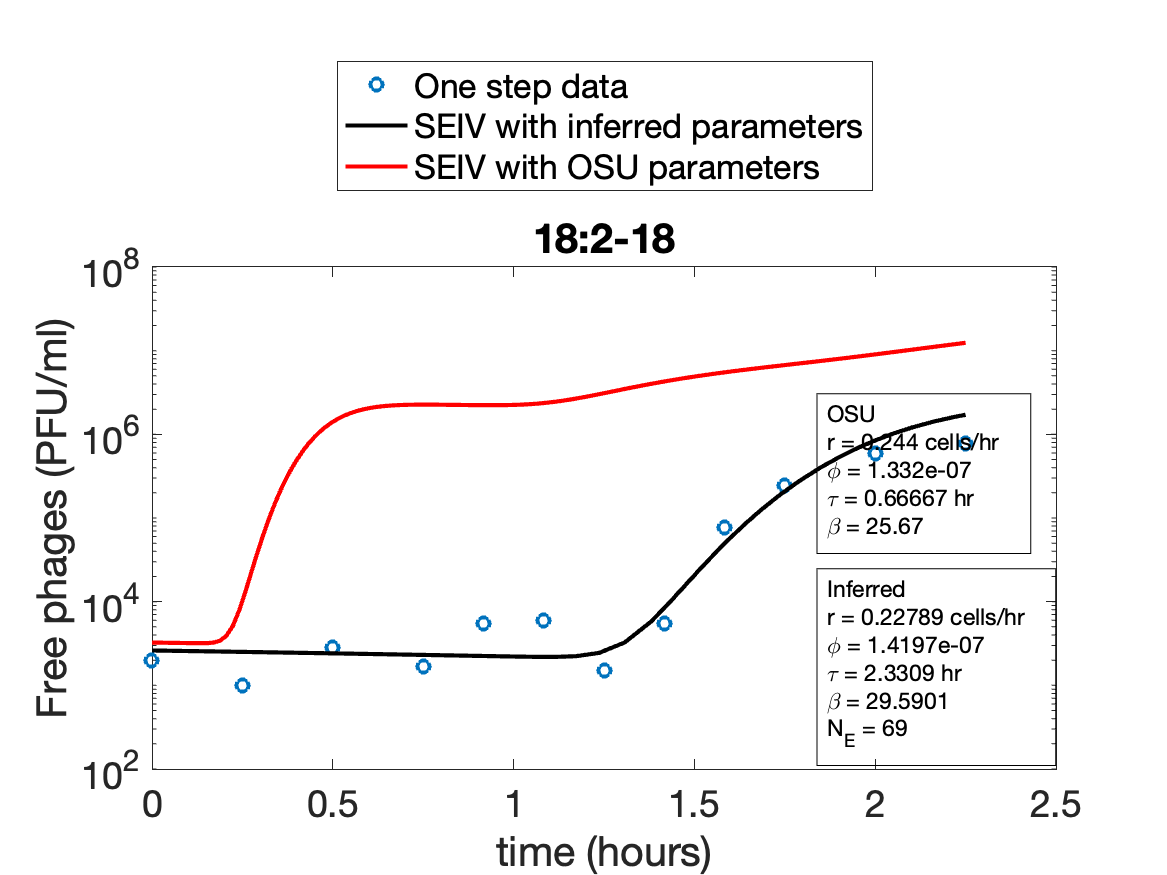 One step data
SEIV with inferred parameters
SEIV with OSU parameters
18:2-18
Free phages (PFU/ml)
10^8
10^6
10^4
10^2
OSU
r = 0.244 cells/hr
ϕ = 1.332e-07
τ = 0.66667 hr
β = 25.67
Inferred
r = 0.22789 cells/hr
ϕ = 1.4197e-07
τ = 2.3309 hr
β = 29.5901
N_E = 69
0 0.5 1 1.5 2 2.5
time (hours)